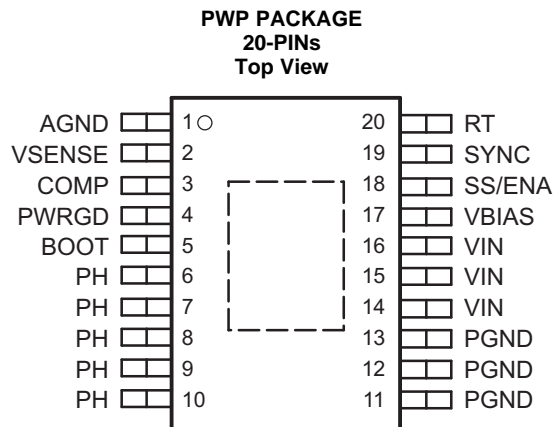 PWP PACKAGE
20-PINs
Top View
AGND 1 20 RT
VSENSE 2 19 SYNC
COMP 3 18 SS/ENA
PWRGD 4 17 VBIAS
BOOT 5 16 VIN
PH 6 15 VIN
PH 7 14 VIN
PH 8 13 PGND
PH 9 12 PGND
PH 10 11 PGND